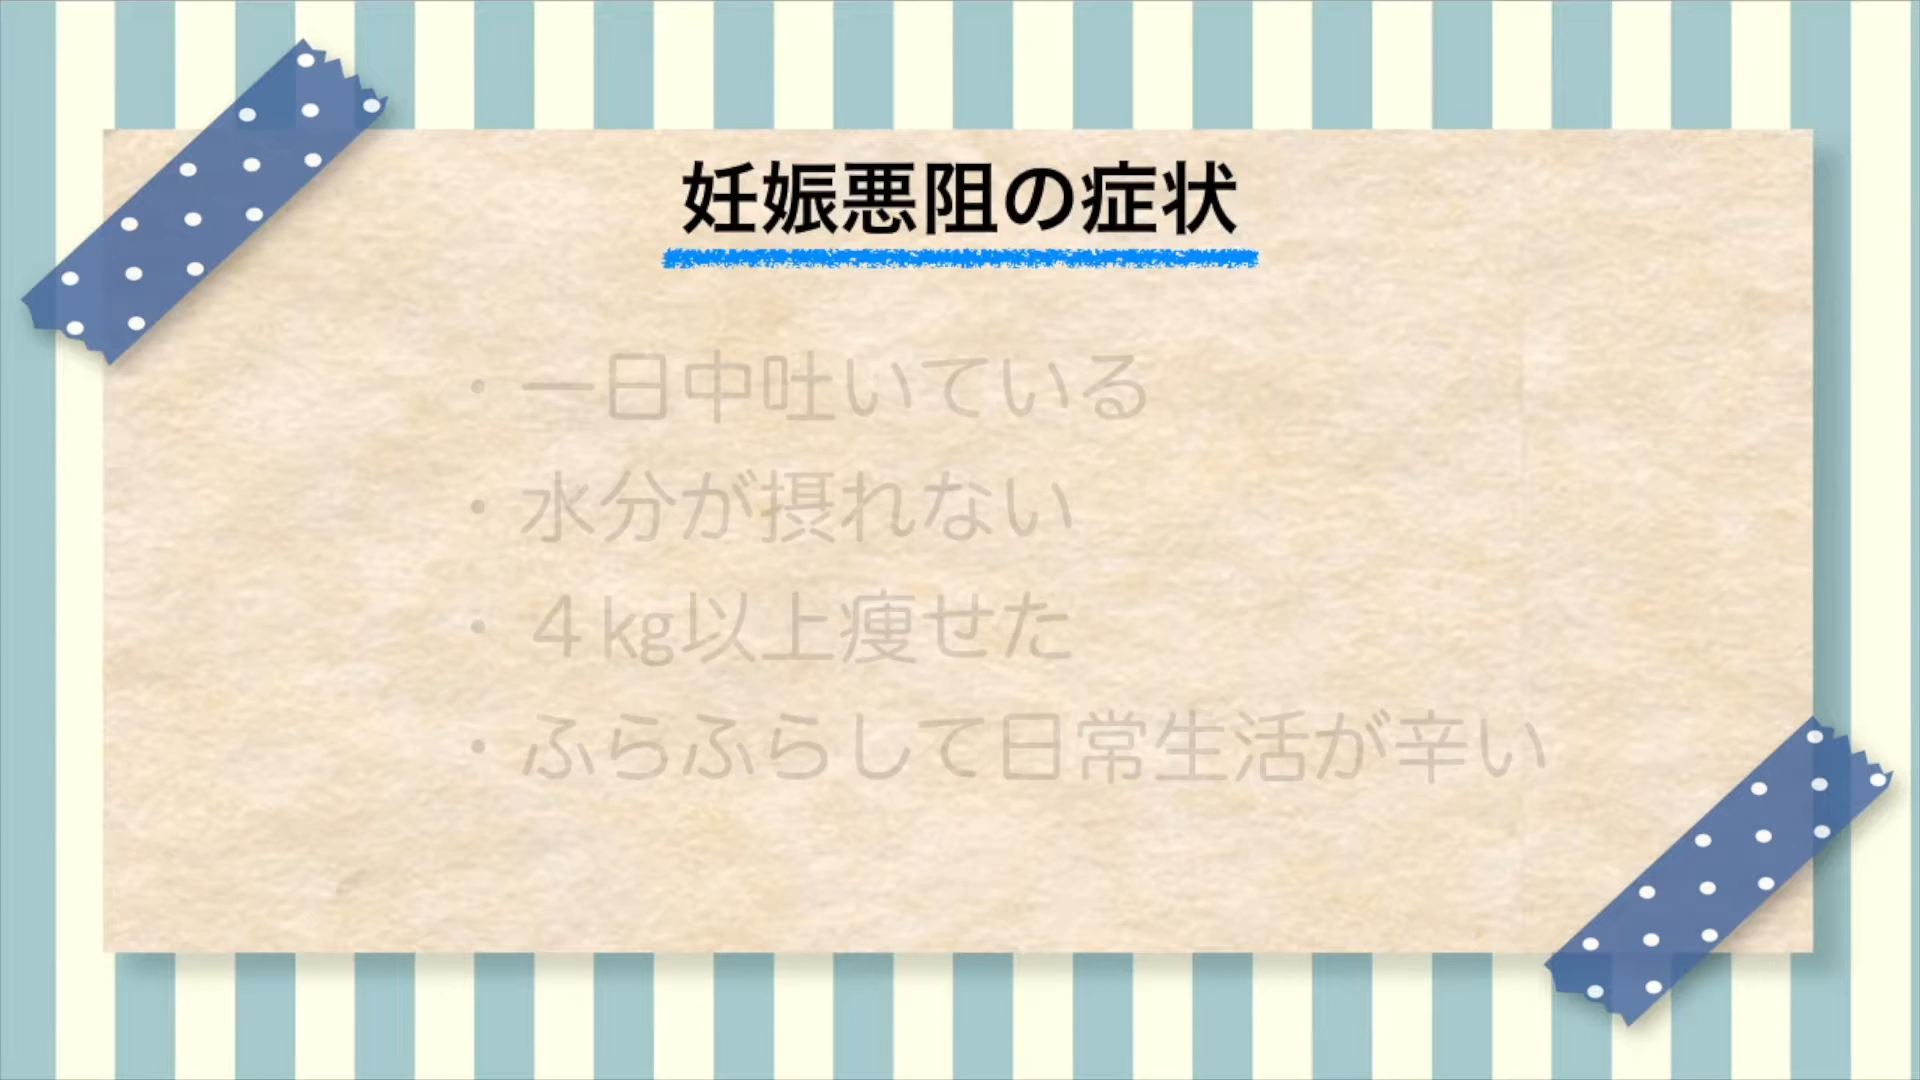 妊娠悪阻の症状
・一日中吐いている
・水分が摂れない
・４kg以上痩せた
・ふらふらして日常生活が辛い